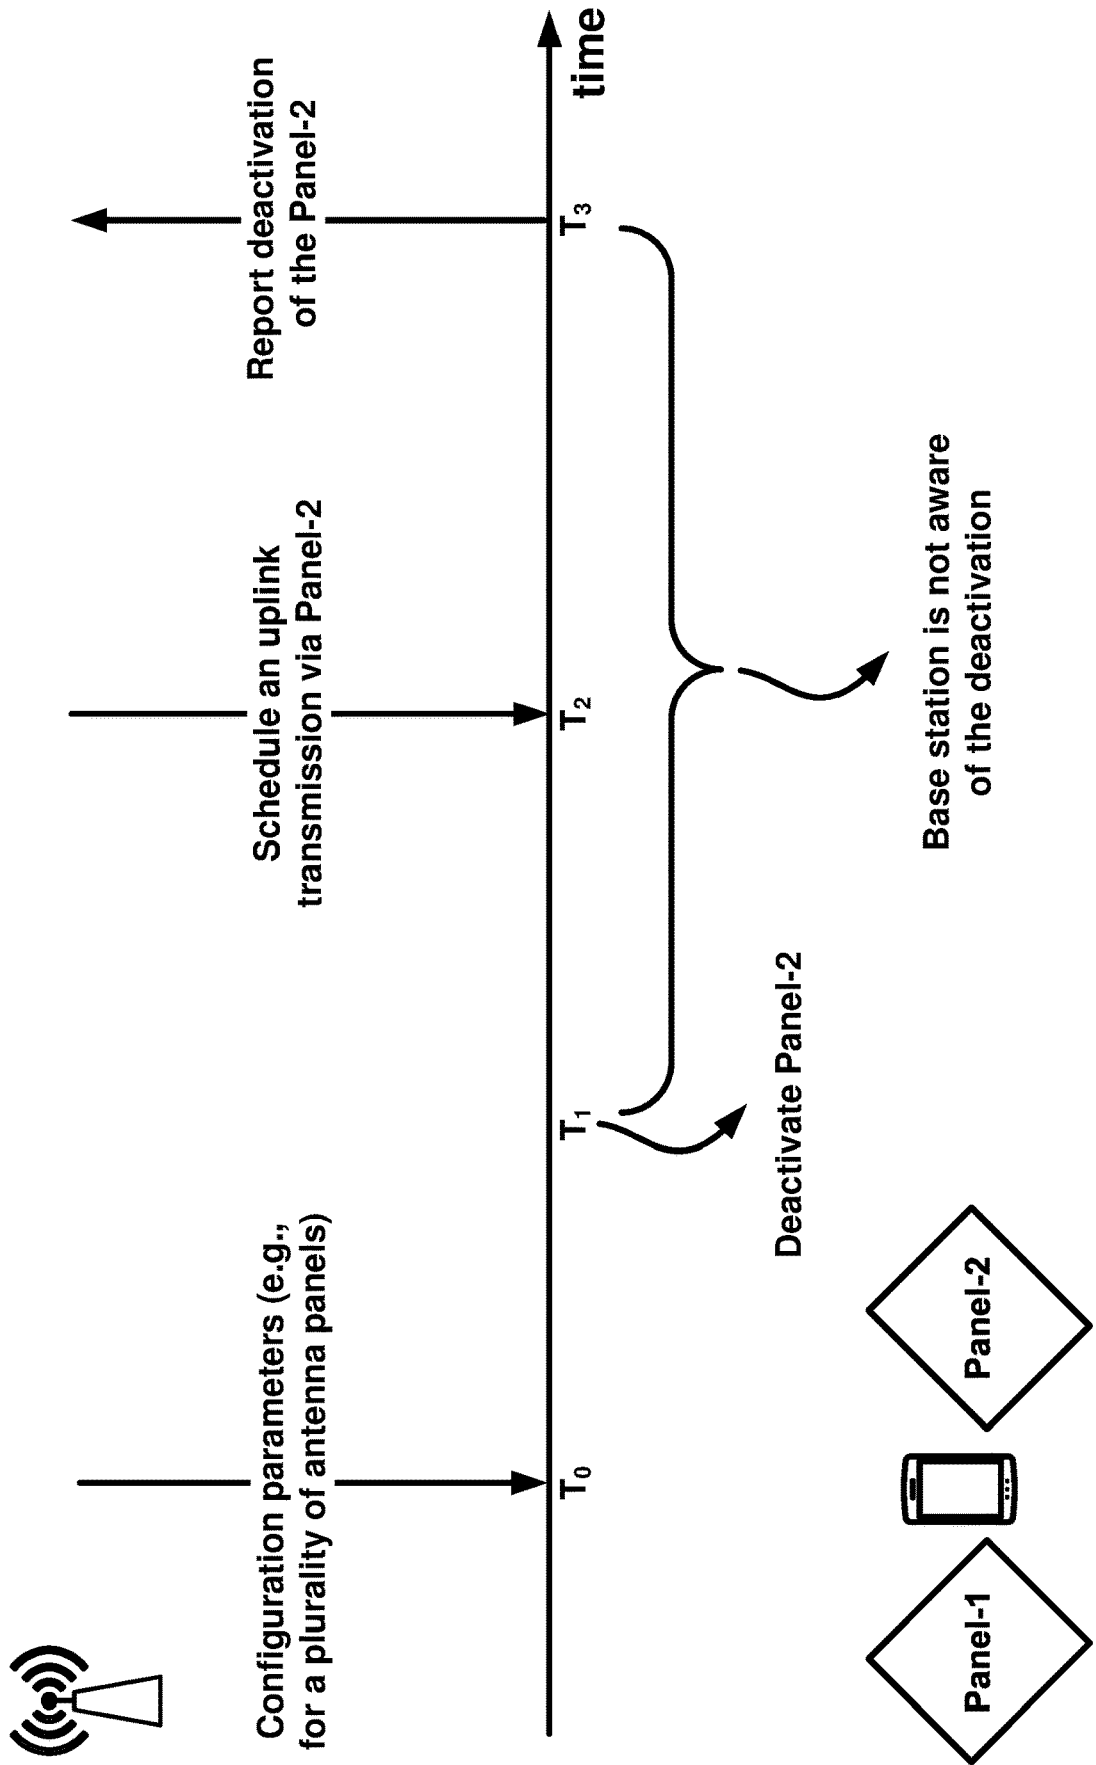 Configuration parameters (e.g.,
for a plurality of antenna panels)
Schedule an uplink
transmission via Panel-2
Report deactivation
of the Panel-2
T0
T1
T2
T3
time
Deactivate Panel-2
Base station is not aware
of the deactivation
Panel-1
Panel-2